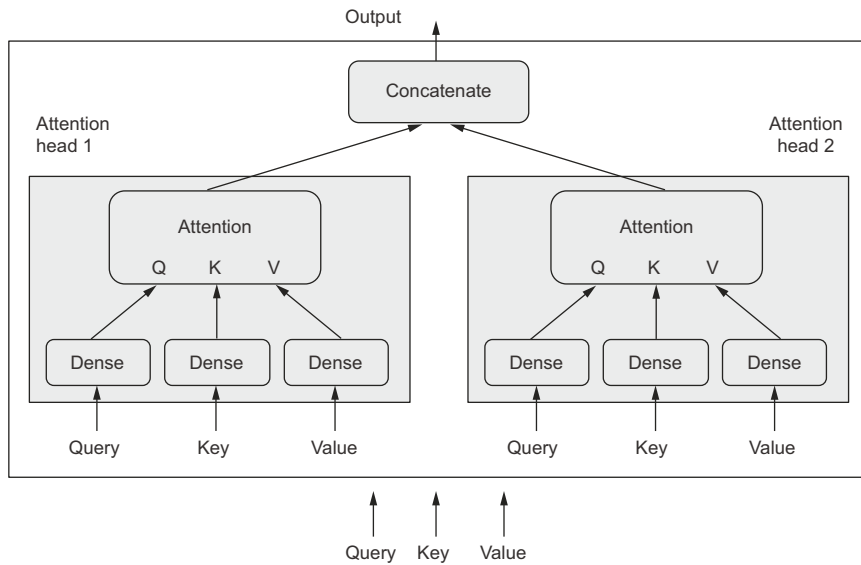 Output
Concatenate
Attention
head 1
Attention
head 2
Attention
Q K V
Attention
Q K V
Dense Dense Dense
Dense Dense Dense
Query Key Value
Query Key Value
Query Key Value